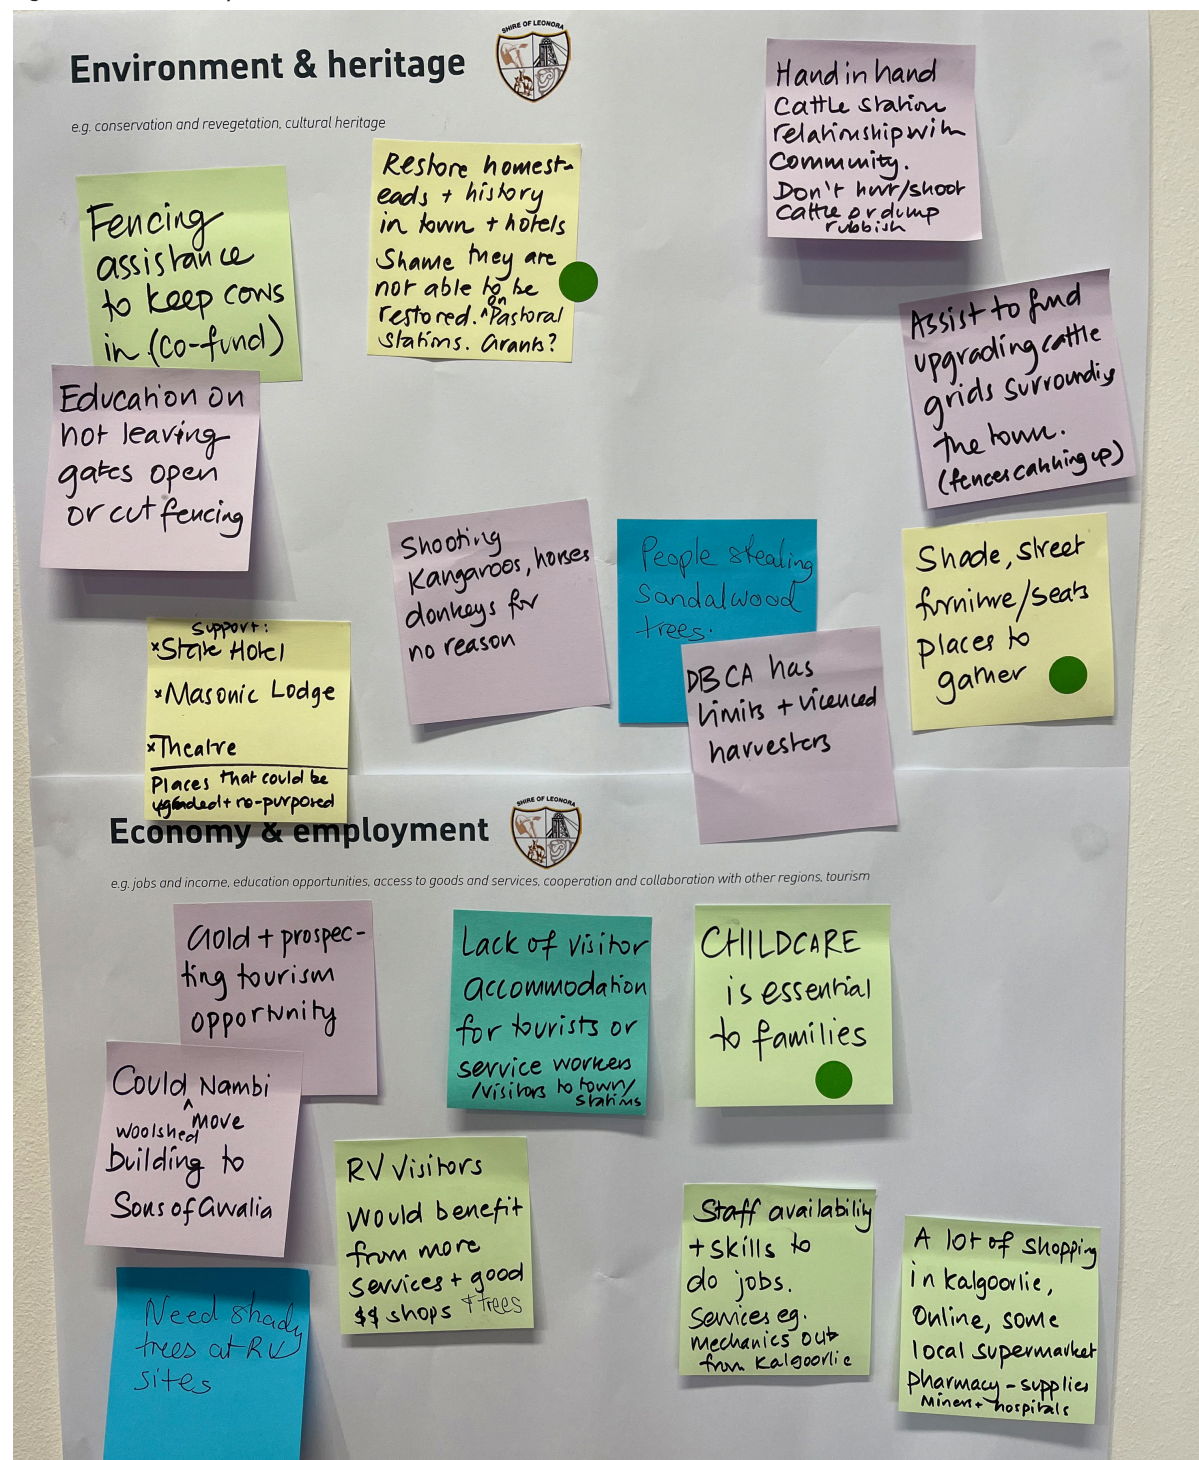 Environment & heritage
SHIRE OF LEONORA
e.g. conservation and revegetation, cultural heritage
Hand in hand
Cattle station
relationship with
Community.
Don't hurt/shoot
Cattle or dump
rubbish
Restore homest-
eads + history
in town + hotels
Shame they are
not able to be
restored. ^on Pastoral
Stations. Grants?
Fencing
assistance
to keep cows
in (co-fund)
Assist to fund
upgrading cattle
grids surrounding
the town.
(fences catching up)
Education on
not leaving
gates open
or cut fencing
Shooting
Kangaroos, horses
donkeys for
no reason
People stealing
Sandalwood
trees.
Shade, street
furniture/seats
places to
gather
DBCA has
limits + licenced
harvesters
Support:
xState Hotel
xMasonic Lodge
xTheatre
Places that could be
upgraded + re-purposed
Economy & employment
SHIRE OF LEONORA
e.g. jobs and income, education opportunities, access to goods and services, cooperation and collaboration with other regions, tourism
Gold + prospec-
ting tourism
opportunity
Lack of visitor
accommodation
for tourists or
service workers
/visitors to town/
stations
CHILDCARE
is essential
to families
Could Nambi
^
woolshed move
building to
Sons of Gwalia
RV Visitors
Would benefit
from more
services + good
$$ shops & trees
Staff availability
+ skills to
do jobs.
Services eg.
mechanics out
from Kalgoorlie
A lot of shopping
in Kalgoorlie,
Online, some
local supermarket
pharmacy - supplies
Miners + hospitals
Need shady
trees at RV
sites